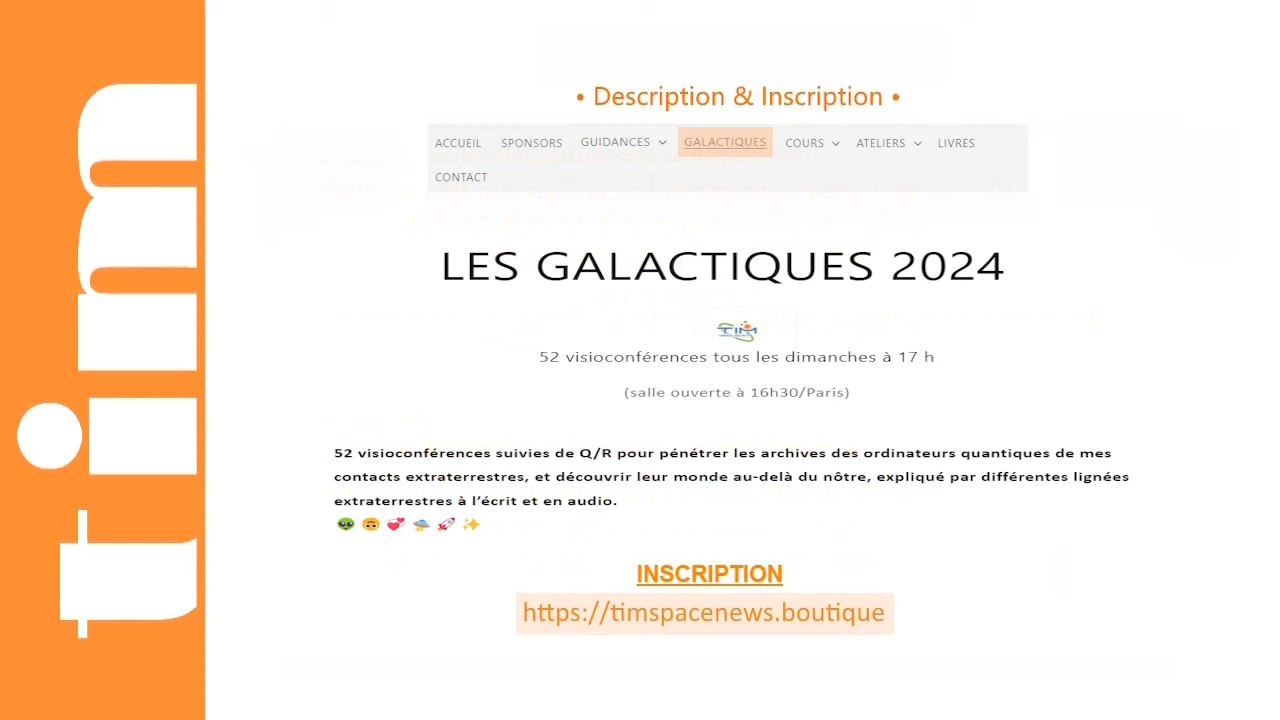 tim
• Description & Inscription •
ACCUEIL SPONSORS GUIDANCES GALACTIQUES COURS ATELIERS LIVRES
CONTACT
LES GALACTIQUES 2024
TIM
52 visioconférences tous les dimanches à 17 h
(salle ouverte à 16h30/Paris)
52 visioconférences suivies de Q/R pour pénétrer les archives des ordinateurs quantiques de mes
contacts extraterrestres, et découvrir leur monde au-delà du nôtre, expliqué par différentes lignées
extraterrestres à l'écrit et en audio.
👽 🙃 💞 🛸 🚀 ✨
INSCRIPTION
https://timspacenews.boutique